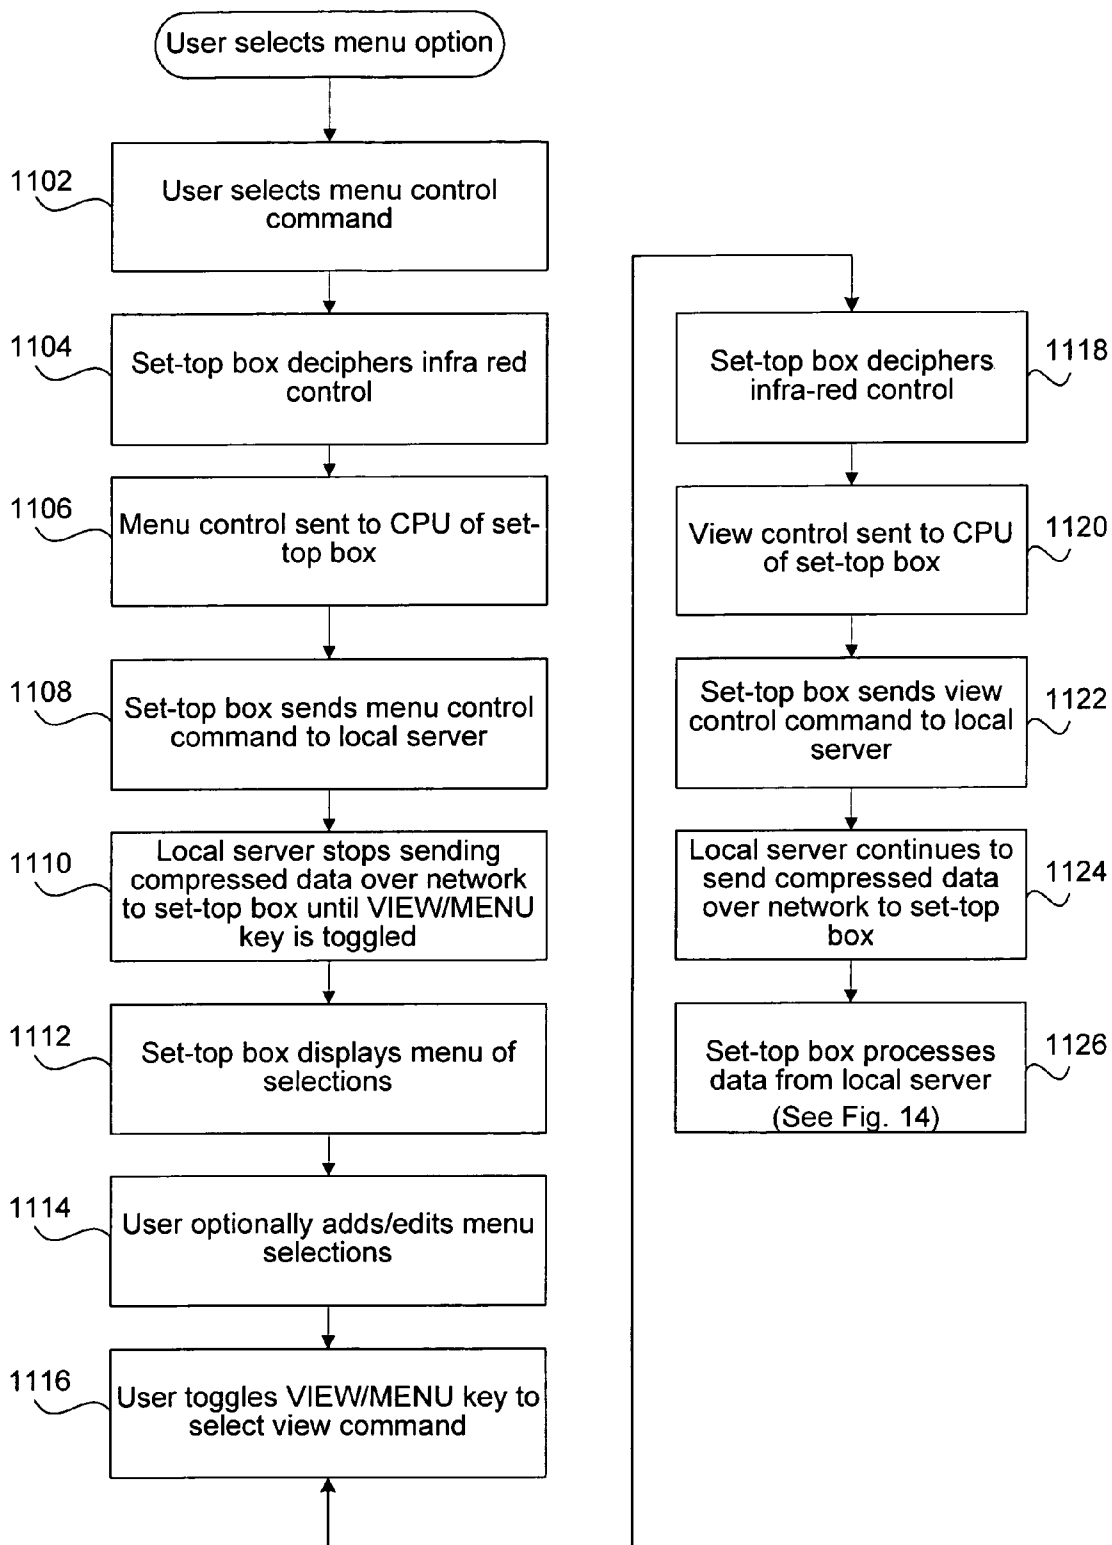 User selects menu option
1102
User selects menu control
command
1104
Set-top box deciphers infra red
control
1106
Menu control sent to CPU of set-
top box
1108
Set-top box sends menu control
command to local server
1110
Local server stops sending
compressed data over network
to set-top box until VIEW/MENU
key is toggled
1112
Set-top box displays menu of
selections
1114
User optionally adds/edits menu
selections
1116
User toggles VIEW/MENU key to
select view command
Set-top box deciphers
infra-red control
1118
View control sent to CPU
of set-top box
1120
Set-top box sends view
control command to local
server
1122
Local server continues to
send compressed data
over network to set-top
box
1124
Set-top box processes
data from local server
(See Fig. 14)
1126